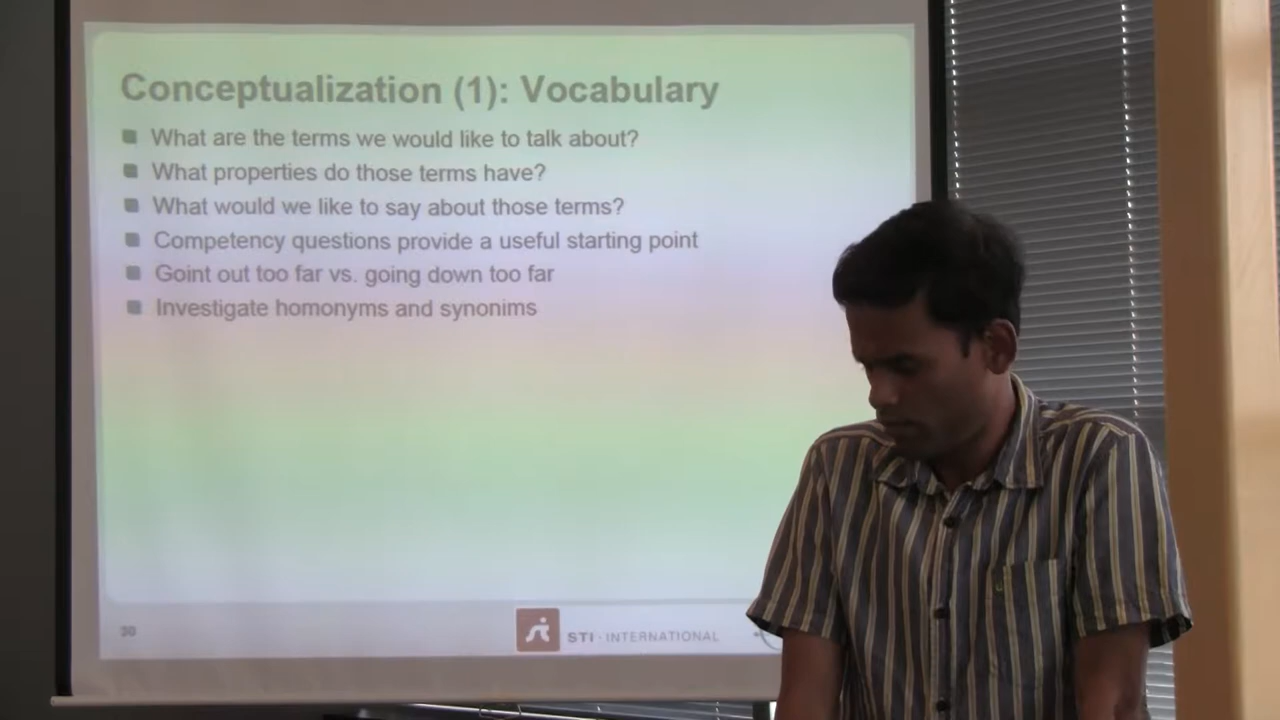 Conceptualization (1): Vocabulary
What are the terms we would like to talk about?
What properties do those terms have?
What would we like to say about those terms?
Competency questions provide a useful starting point
Goint out too far vs. going down too far
Investigate homonyms and synonims
30
STI · INTERNATIONAL